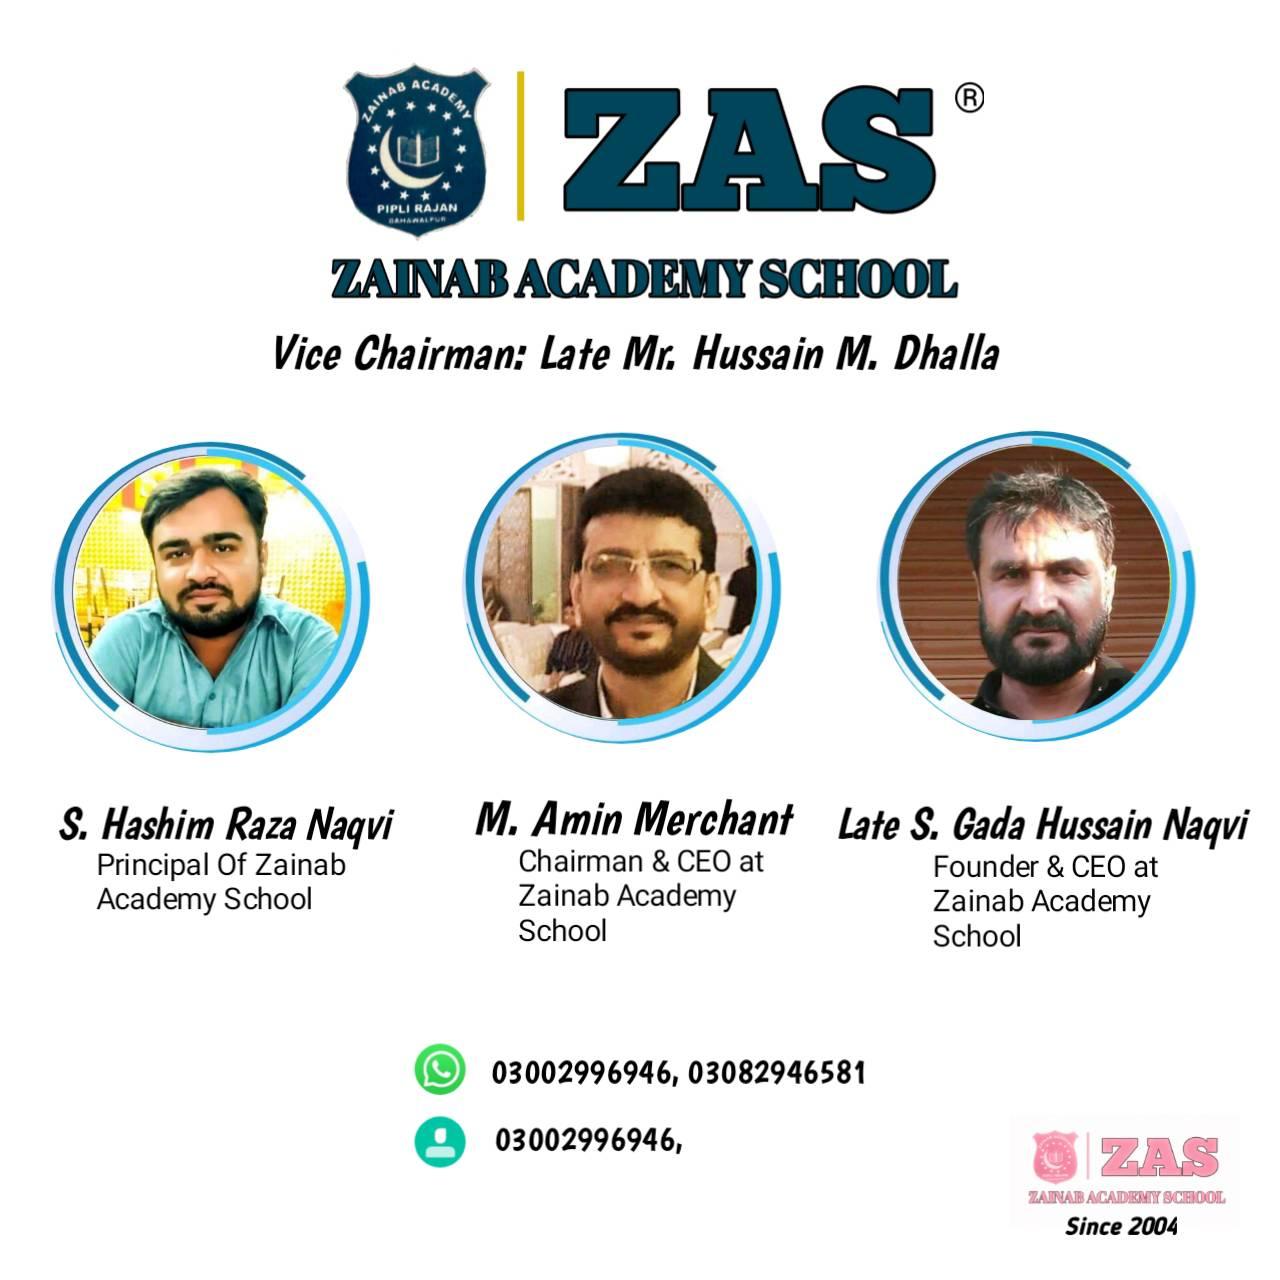 ZAINAB ACADEMY
PIPLI RAJAN
BAHAWALPUR
ZAS ®
ZAINAB ACADEMY SCHOOL
Vice Chairman: Late Mr. Hussain M. Dhalla
S. Hashim Raza Naqvi
Principal Of Zainab
Academy School
M. Amin Merchant
Chairman & CEO at
Zainab Academy
School
Late S. Gada Hussain Naqvi
Founder & CEO at
Zainab Academy
School
03002996946, 03082946581
03002996946,
ZAS
ZAINAB ACADEMY SCHOOL
Since 2004